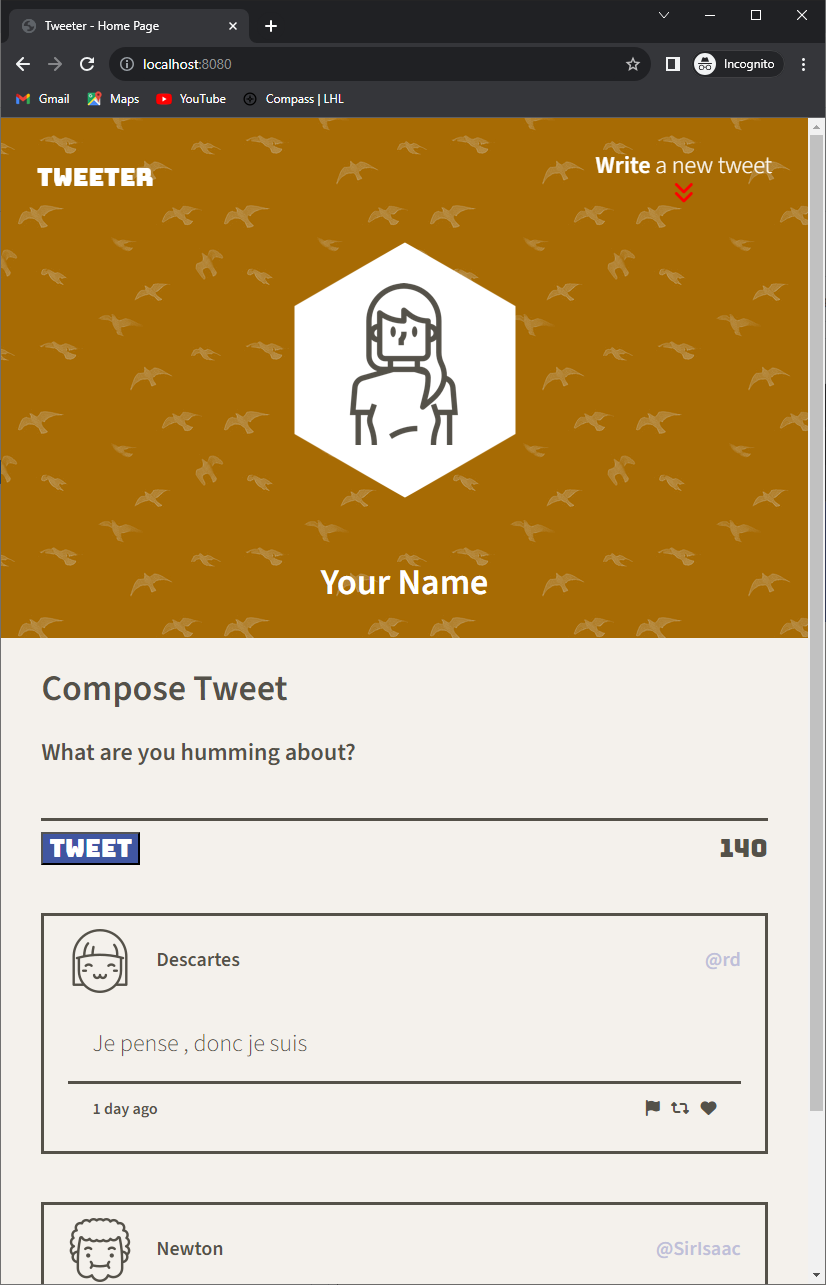 Tweeter - Home Page
localhost:8080
Incognito
Gmail Maps YouTube Compass | LHL
TWEETER
Write a new tweet
Your Name
Compose Tweet
What are you humming about?
TWEET
140
Descartes
@rd
Je pense , donc je suis
1 day ago
Newton
@SirIsaac